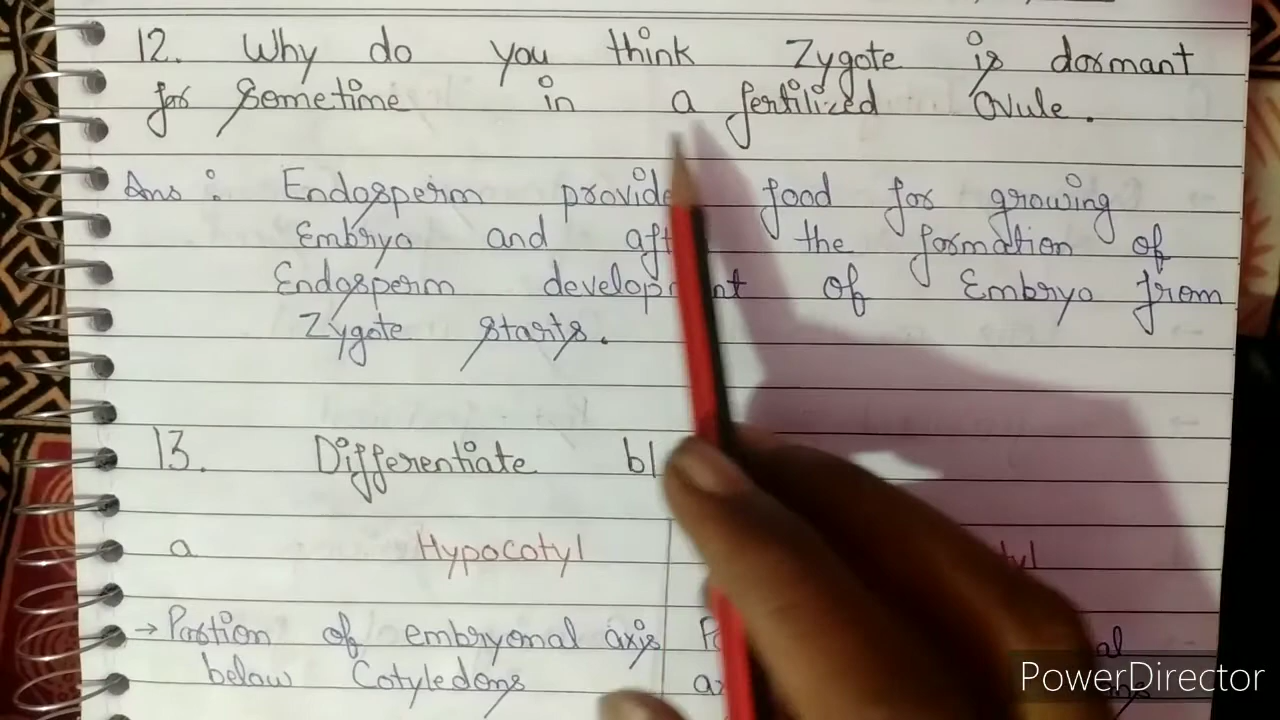 12. Why do you think Zygote is dormant
for Sometime in a fertilized Ovule.
Ans : Endosperm provide food for growing
Embryo and the formation of
Endosperm of Embryo from
Zygote starts.
13. Differentiate b/
a Hypocotyl
→ Portion of embryonal axis
below Cotyledons
PowerDirector